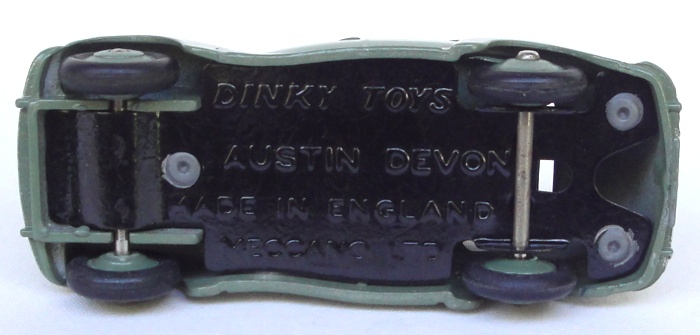 DINKY TOYS
AUSTIN DEVON
MADE IN ENGLAND
MECCANO LTD